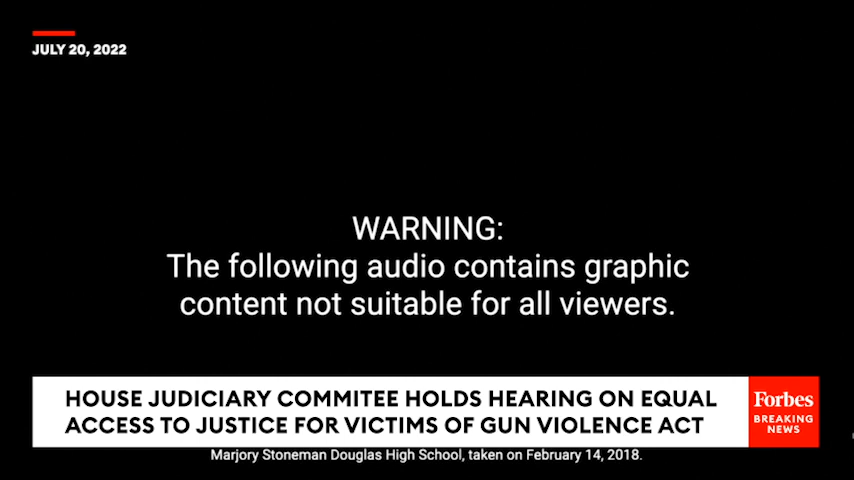 JULY 20, 2022
WARNING:
The following audio contains graphic
content not suitable for all viewers.
HOUSE JUDICIARY COMMITEE HOLDS HEARING ON EQUAL
ACCESS TO JUSTICE FOR VICTIMS OF GUN VIOLENCE ACT
Forbes
BREAKING
NEWS
Marjory Stoneman Douglas High School, taken on February 14, 2018.